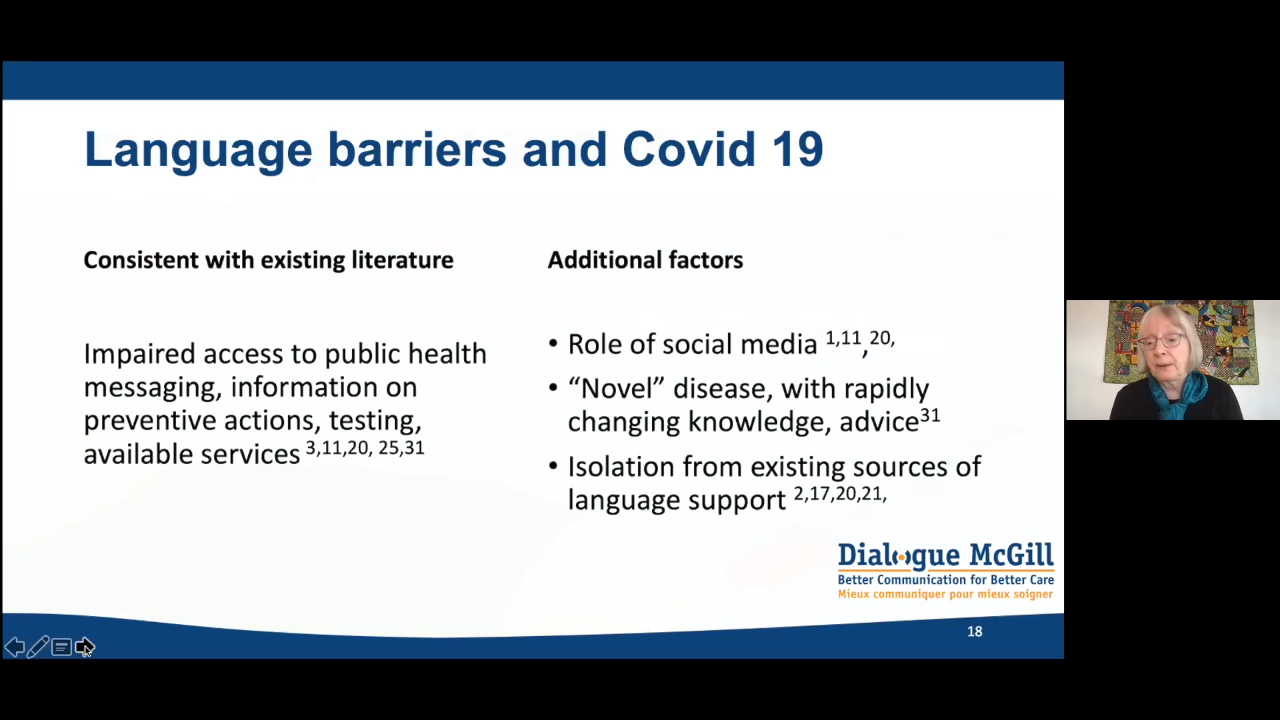 Language barriers and Covid 19
Consistent with existing literature
Impaired access to public health
messaging, information on
preventive actions, testing,
available services 3,11,20, 25,31
Additional factors
• Role of social media 1,11,20,
• “Novel” disease, with rapidly
changing knowledge, advice31
• Isolation from existing sources of
language support 2,17,20,21,
Dialogue McGill
Better Communication for Better Care
Mieux communiquer pour mieux soigner
18